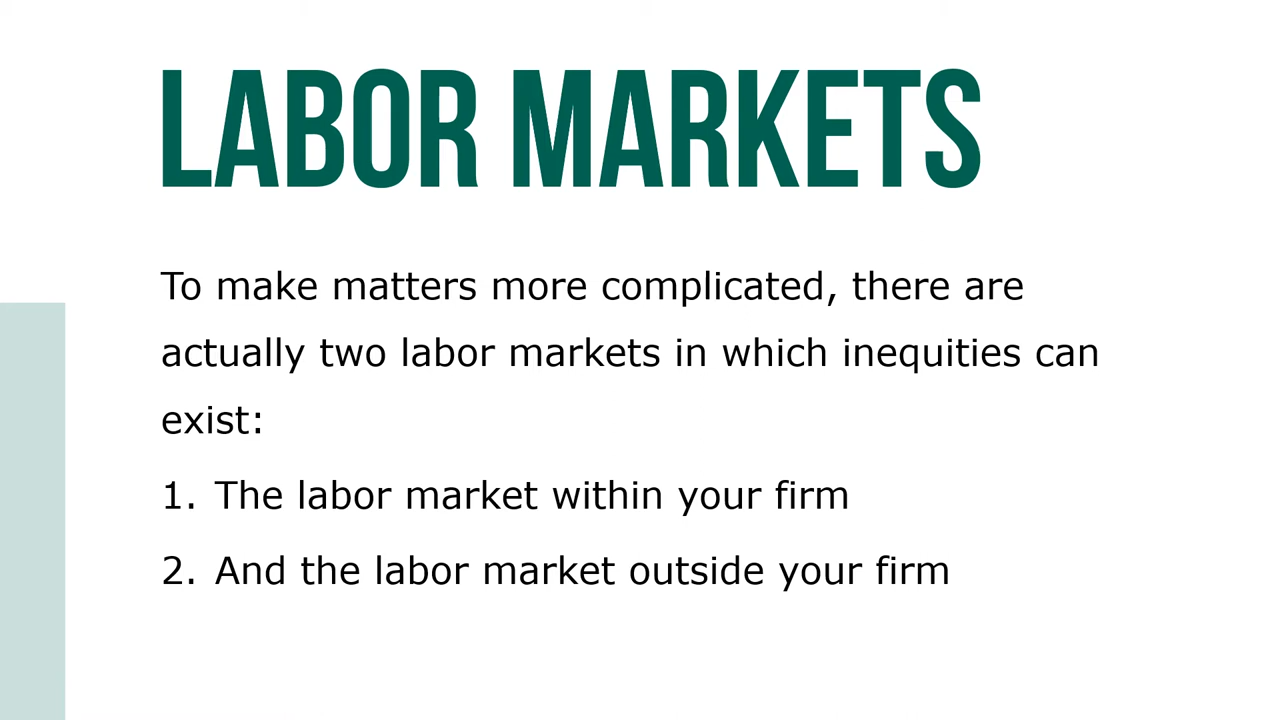 LABOR MARKETS
To make matters more complicated, there are
actually two labor markets in which inequities can
exist:
1. The labor market within your firm
2. And the labor market outside your firm